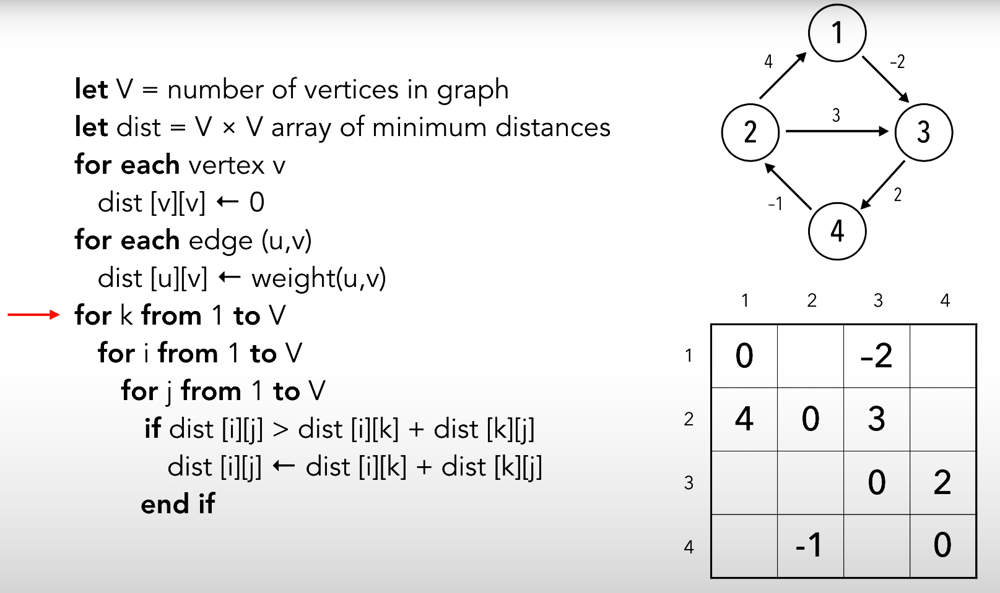 let V = number of vertices in graph
let dist = V × V array of minimum distances
for each vertex v
dist [v][v] ← 0
for each edge (u,v)
dist [u][v] ← weight(u,v)
for k from 1 to V
for i from 1 to V
for j from 1 to V
if dist [i][j] > dist [i][k] + dist [k][j]
dist [i][j] ← dist [i][k] + dist [k][j]
end if
1
4
–2
3
2
3
–1
2
4
1 2 3 4
1 0 –2
2 4 0 3
3 0 2
4 -1 0